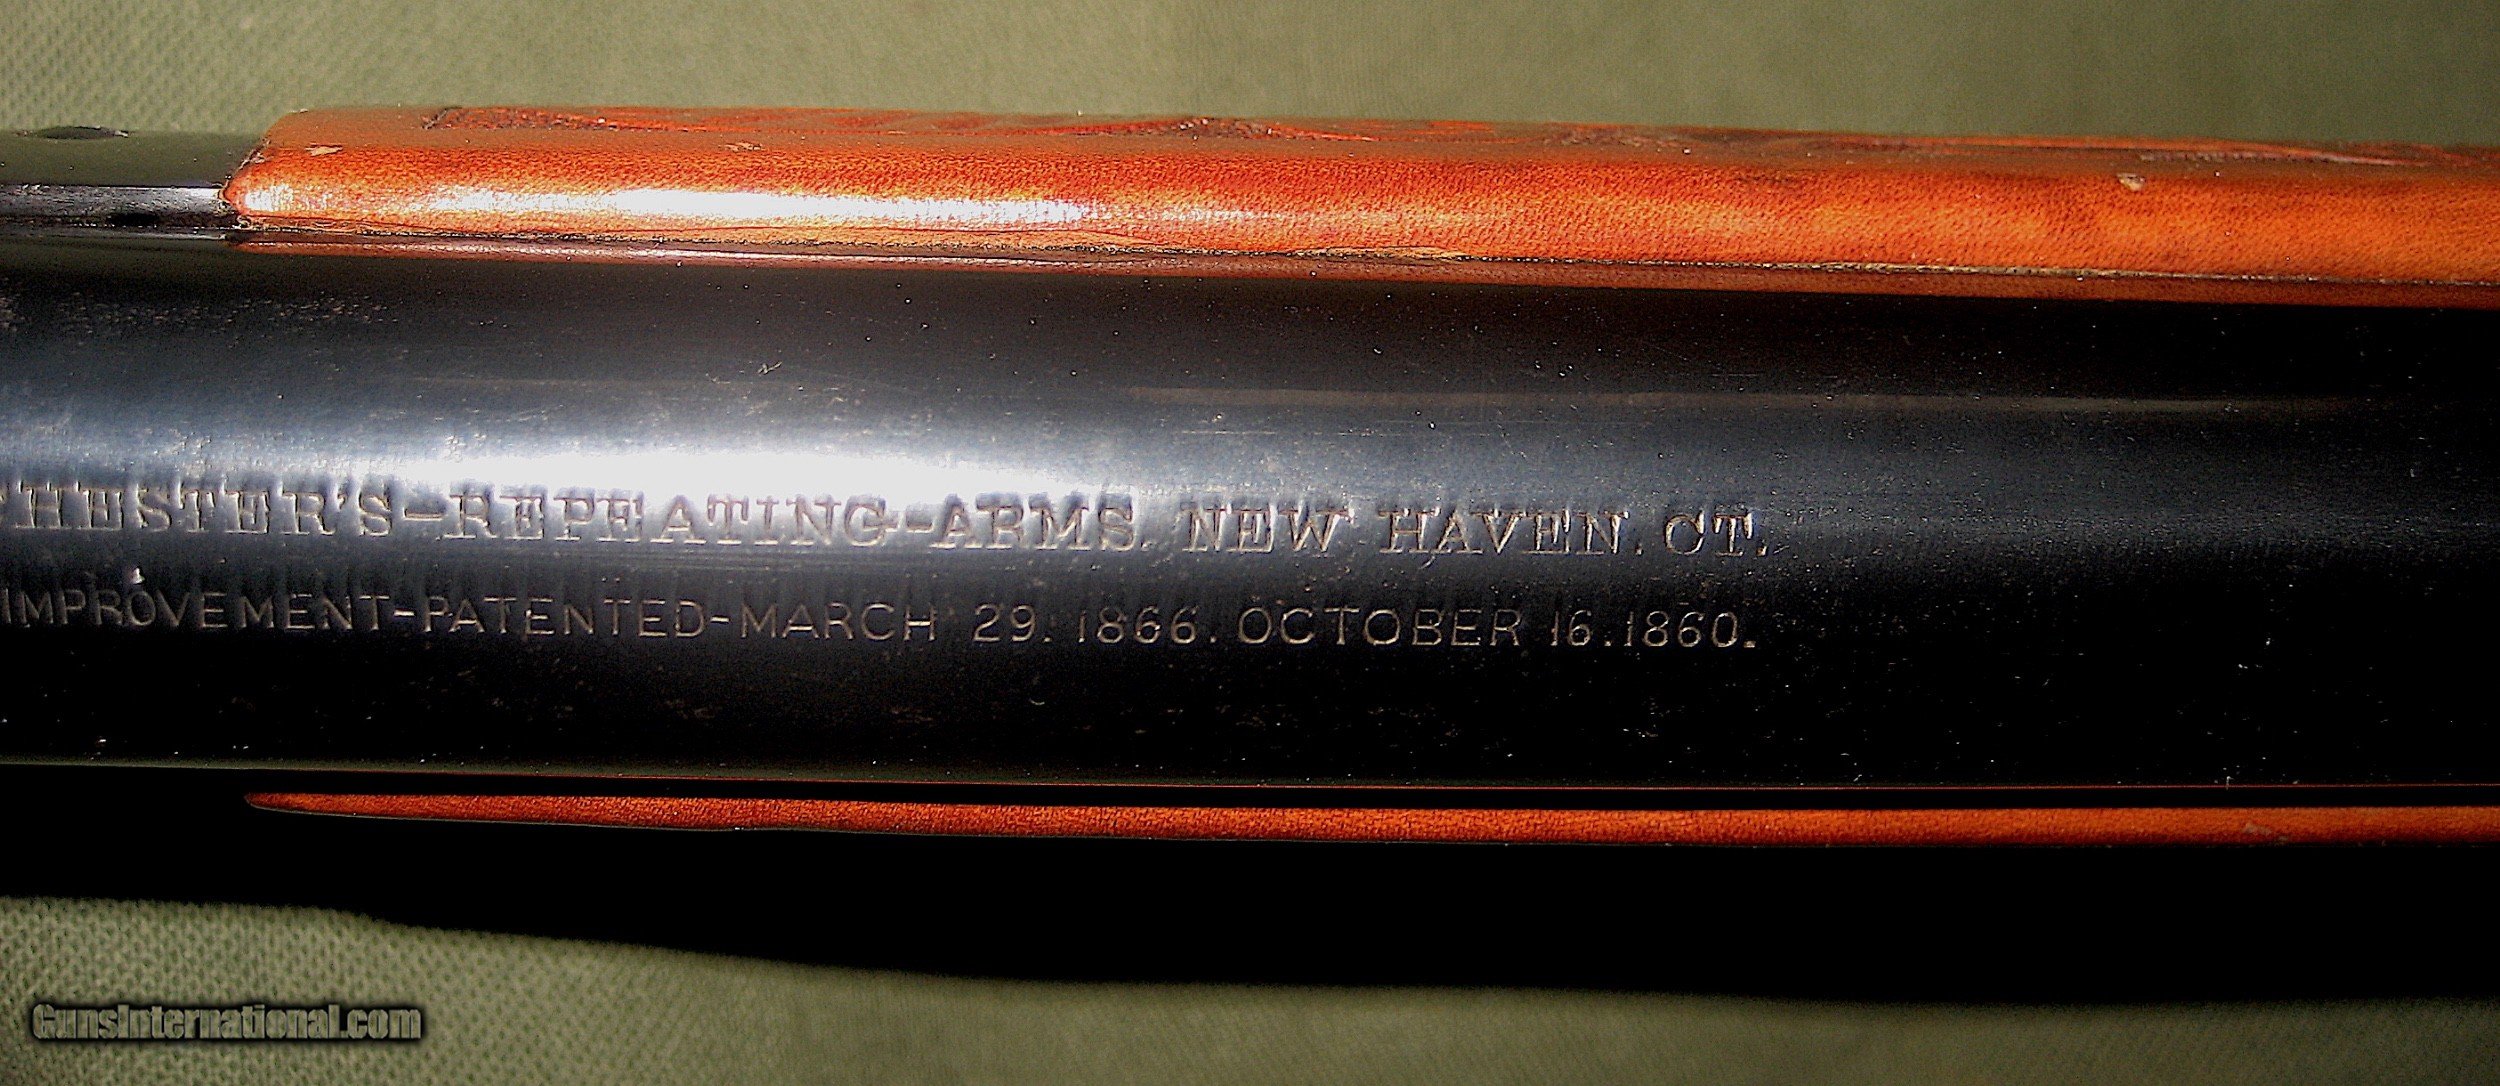 HESTER'S-REPEATING-ARMS. NEW HAVEN. CT.
IMPROVEMENT-PATENTED-MARCH 29. 1866. OCTOBER 16. 1860.
GunsInternational.com